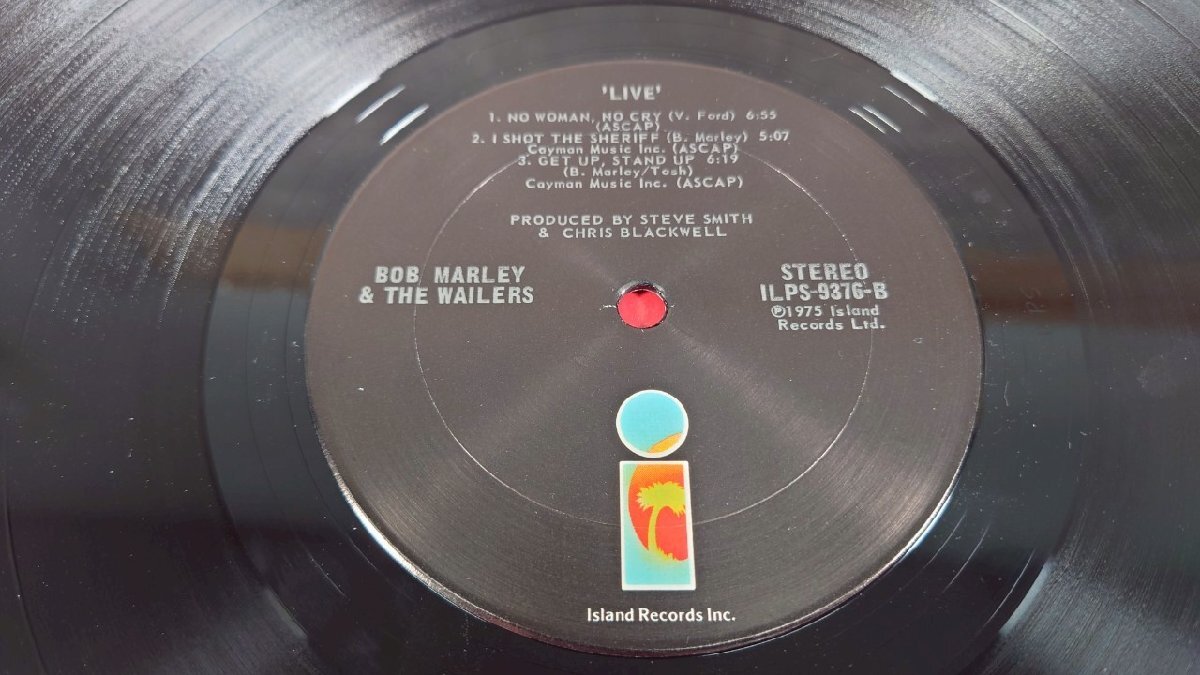 'LIVE'
1. NO WOMAN, NO CRY (V. Ford) 6:55
(ASCAP)
2. I SHOT THE SHERIFF (B. Marley) 5:07
Cayman Music Inc. (ASCAP)
3. GET UP, STAND UP 6:19
(B. Marley/Tosh)
Cayman Music Inc. (ASCAP)
PRODUCED BY STEVE SMITH
& CHRIS BLACKWELL
BOB MARLEY
& THE WAILERS
STEREO
ILPS-9376-B
℗1975 Island
Records Ltd.
i
Island Records Inc.